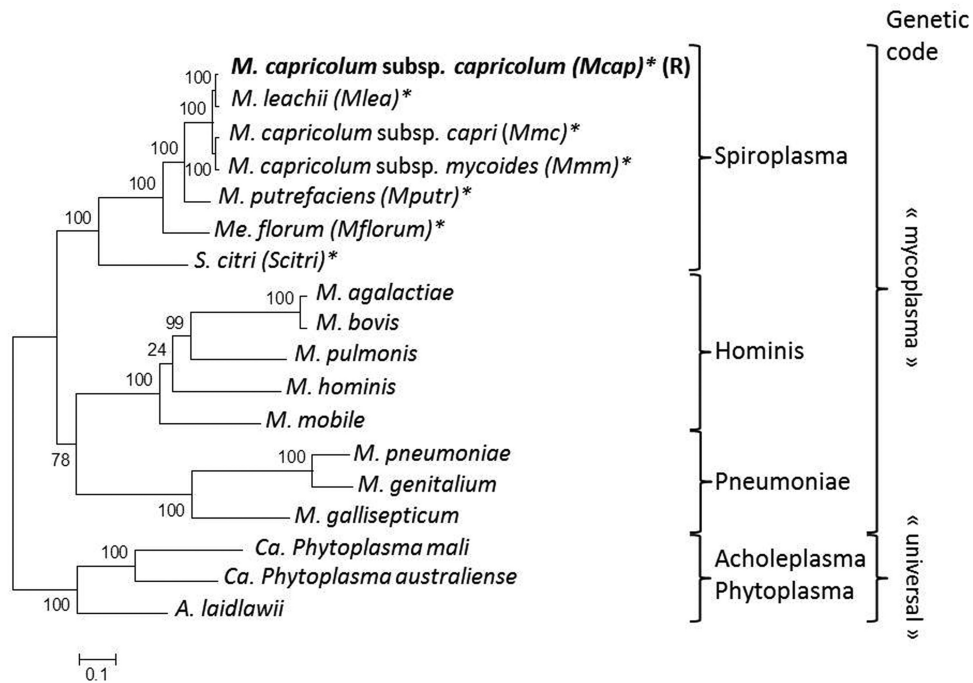 Genetic
code
M. capricolum subsp. capricolum (Mcap)* (R)
100
M. leachii (Mlea)*
100
M. capricolum subsp. capri (Mmc)*
100
M. capricolum subsp. mycoides (Mmm)*
100
M. putrefaciens (Mputr)*
100
Me. florum (Mflorum)*
100
S. citri (Scitri)*
Spiroplasma
M. agalactiae
100
M. bovis
99
M. pulmonis
24
M. hominis
100
M. mobile
Hominis
78
M. pneumoniae
100
M. genitalium
100
M. gallisepticum
Pneumoniae
« mycoplasma »
Ca. Phytoplasma mali
100
Ca. Phytoplasma australiense
100
A. laidlawii
Acholeplasma
Phytoplasma
« universal »
0.1